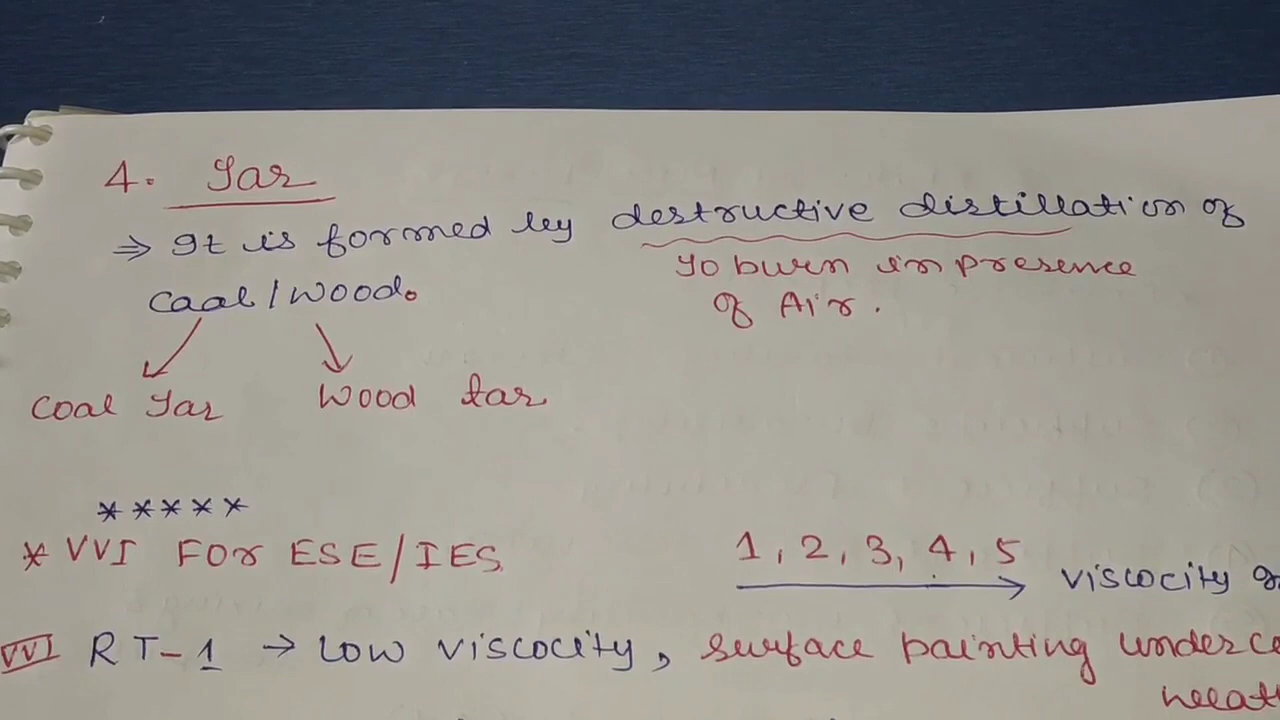 4. Tar
⇒ It is formed by destructive distillation of
To burn in presence
Caal/Wood.
of Air.
Coal Tar Wood tar
*****
* VVI FOR ESE/IES
1, 2, 3, 4, 5
viscocity
VVI RT-1 → Low viscocity, surface painting under